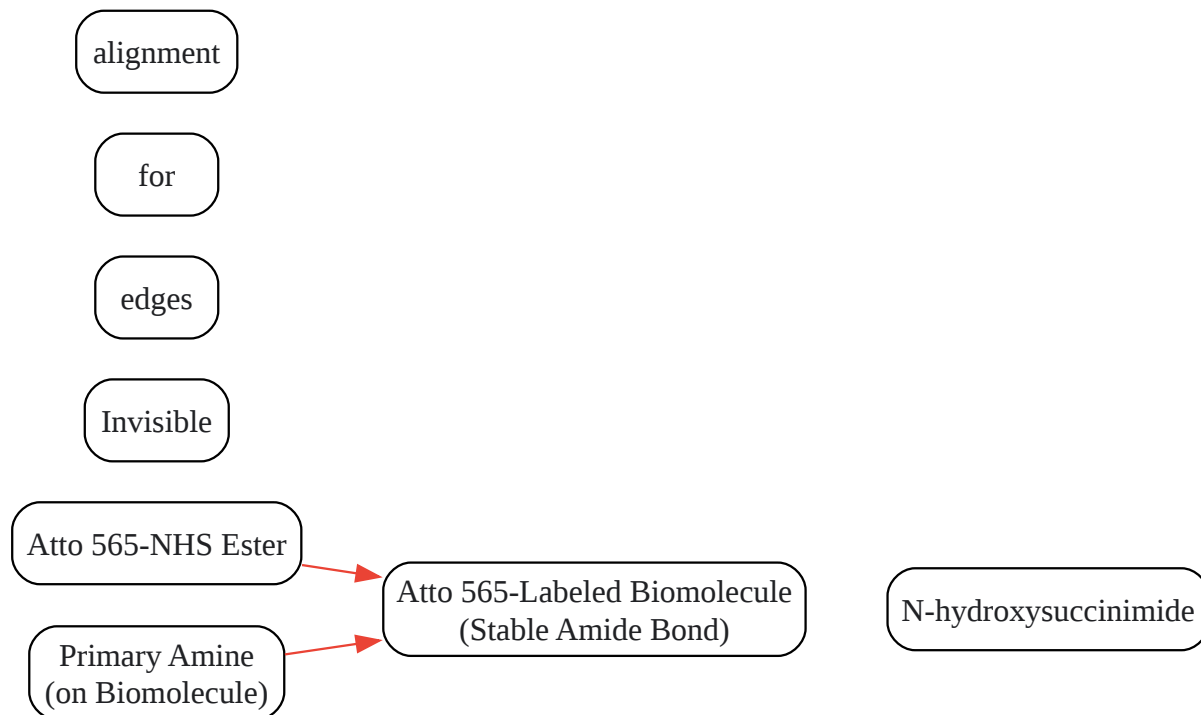 alignment
for
edges
Invisible
Atto 565-NHS Ester
Atto 565-Labeled Biomolecule
(Stable Amide Bond)
N-hydroxysuccinimide
Primary Amine
(on Biomolecule)